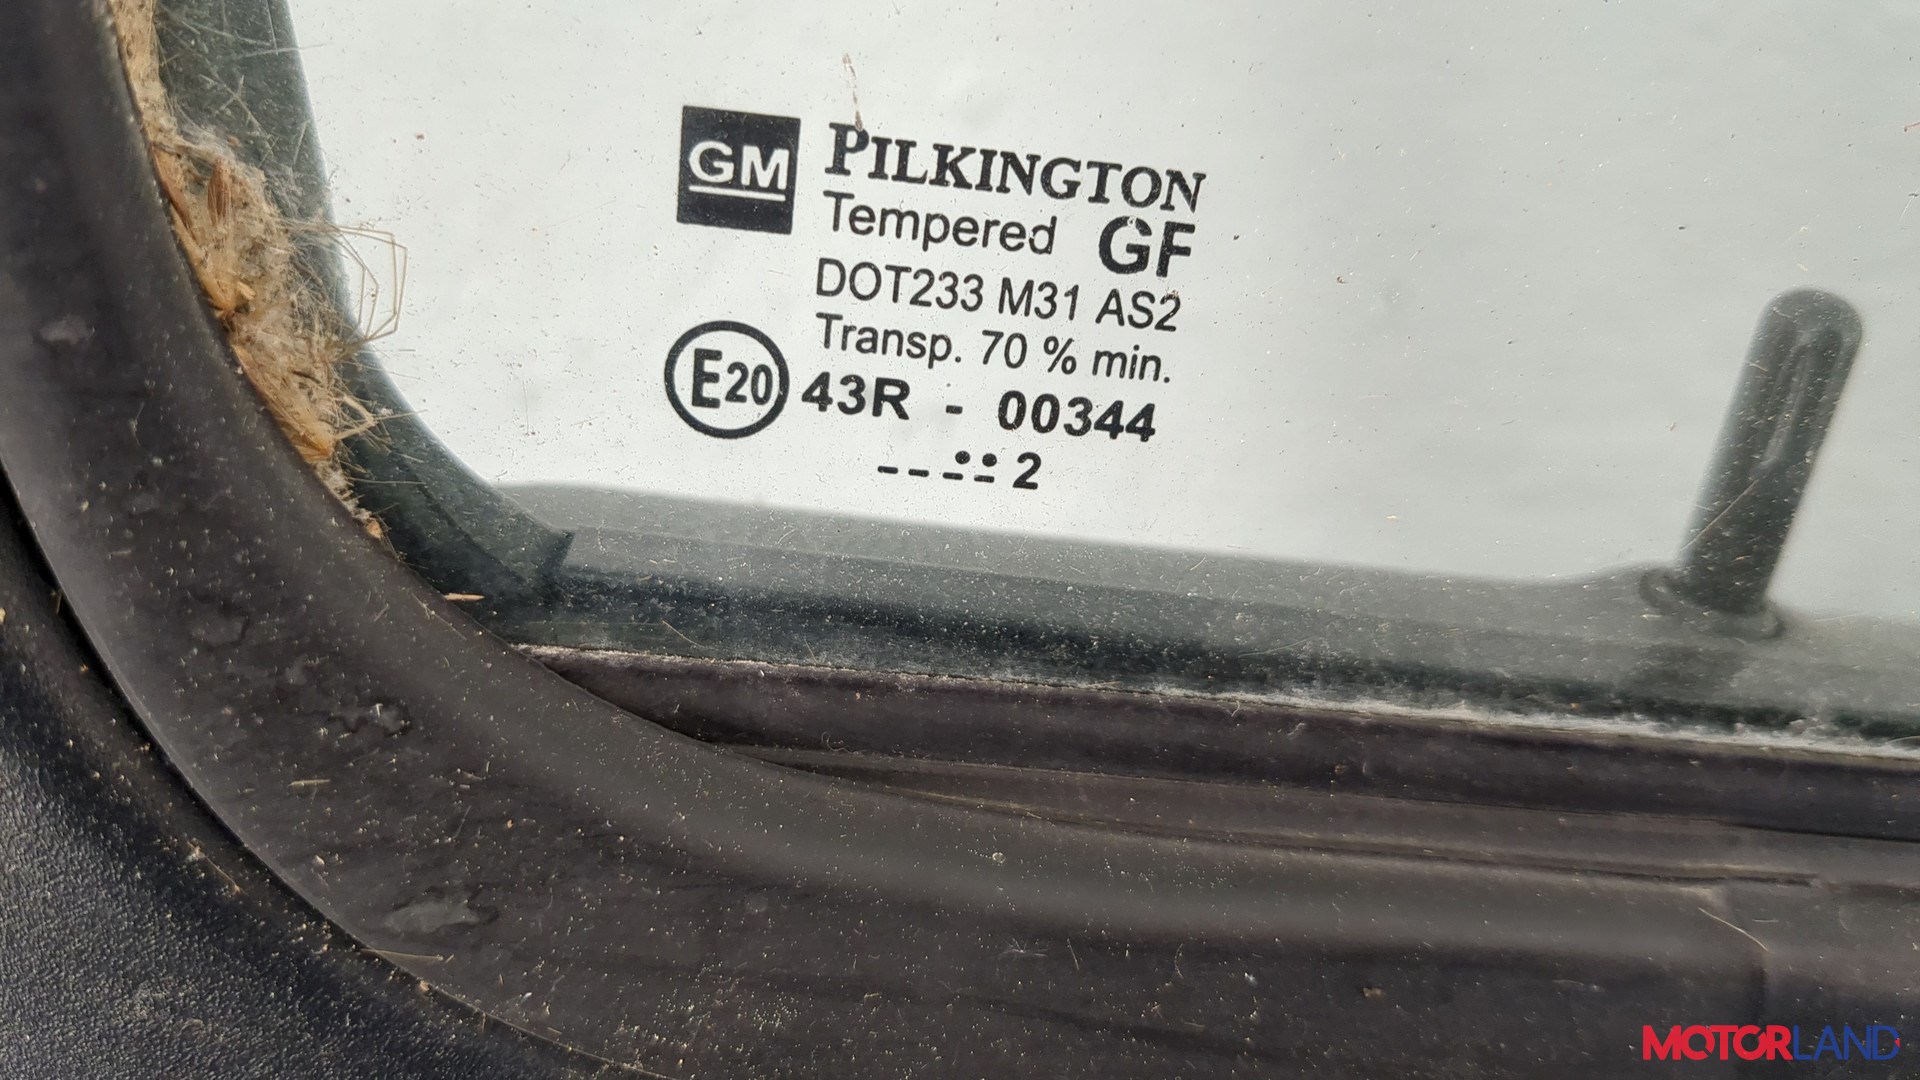 GM PILKINGTON
Tempered GF
DOT233 M31 AS2
Transp. 70 % min.
E20 43R - 00344
2
MOTORLAND